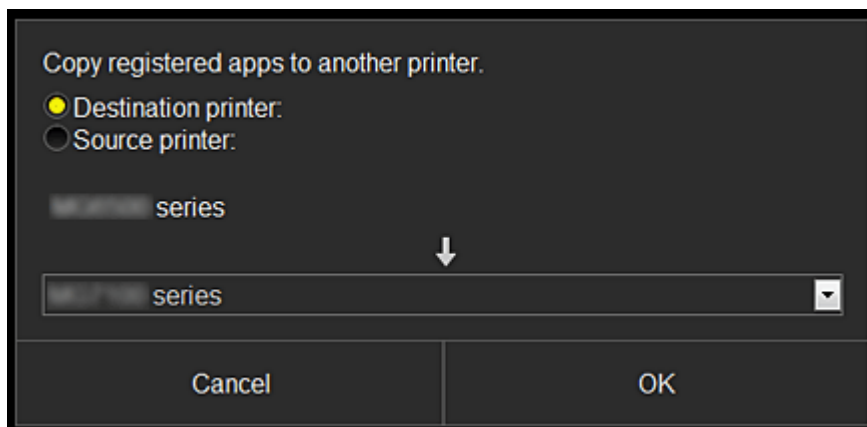 Copy registered apps to another printer.
Destination printer:
Source printer:
series
series
Cancel
OK